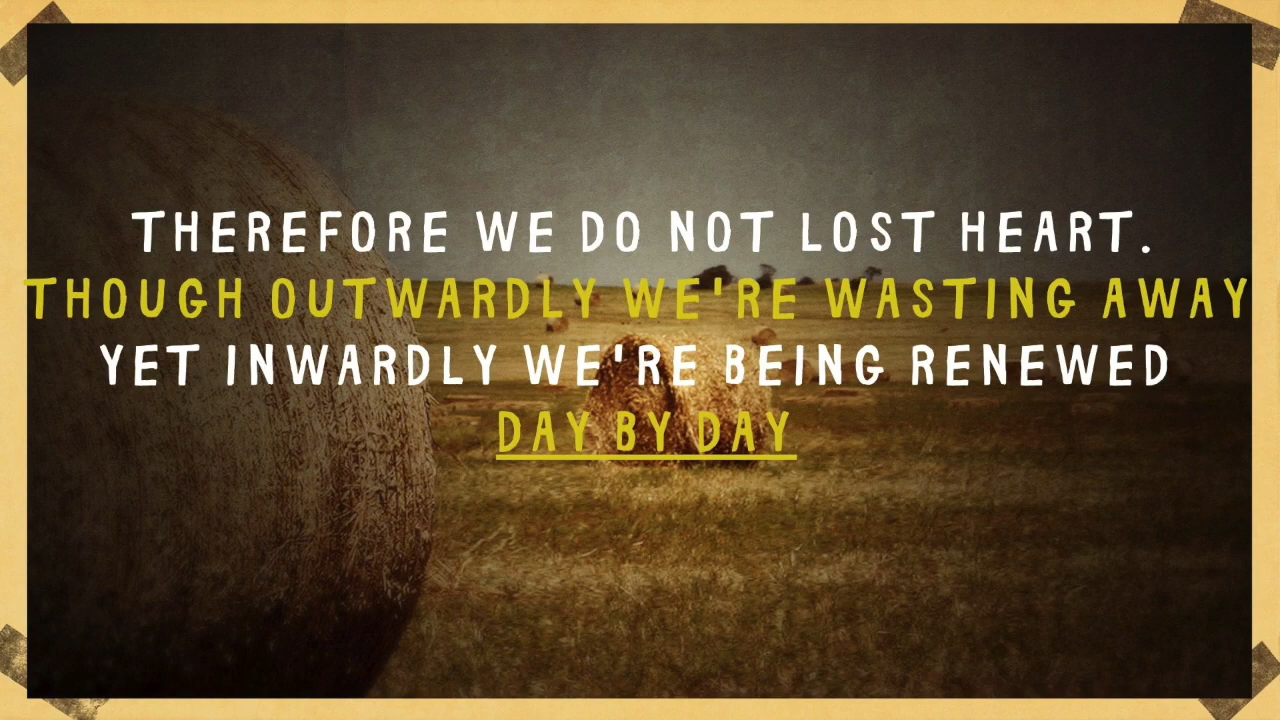 THEREFORE WE DO NOT LOST HEART.
THOUGH OUTWARDLY WE'RE WASTING AWAY
YET INWARDLY WE'RE BEING RENEWED
DAY BY DAY